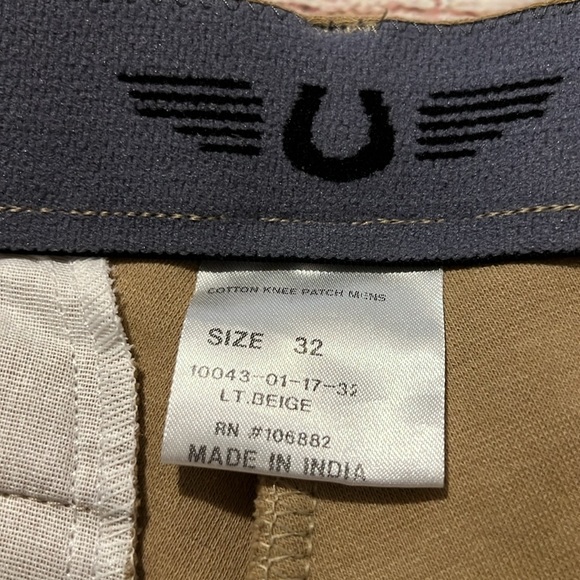 COTTON KNEE PATCH MENS
SIZE 32
10043-01-17-32
LT.BEIGE
RN #106882
MADE IN INDIA